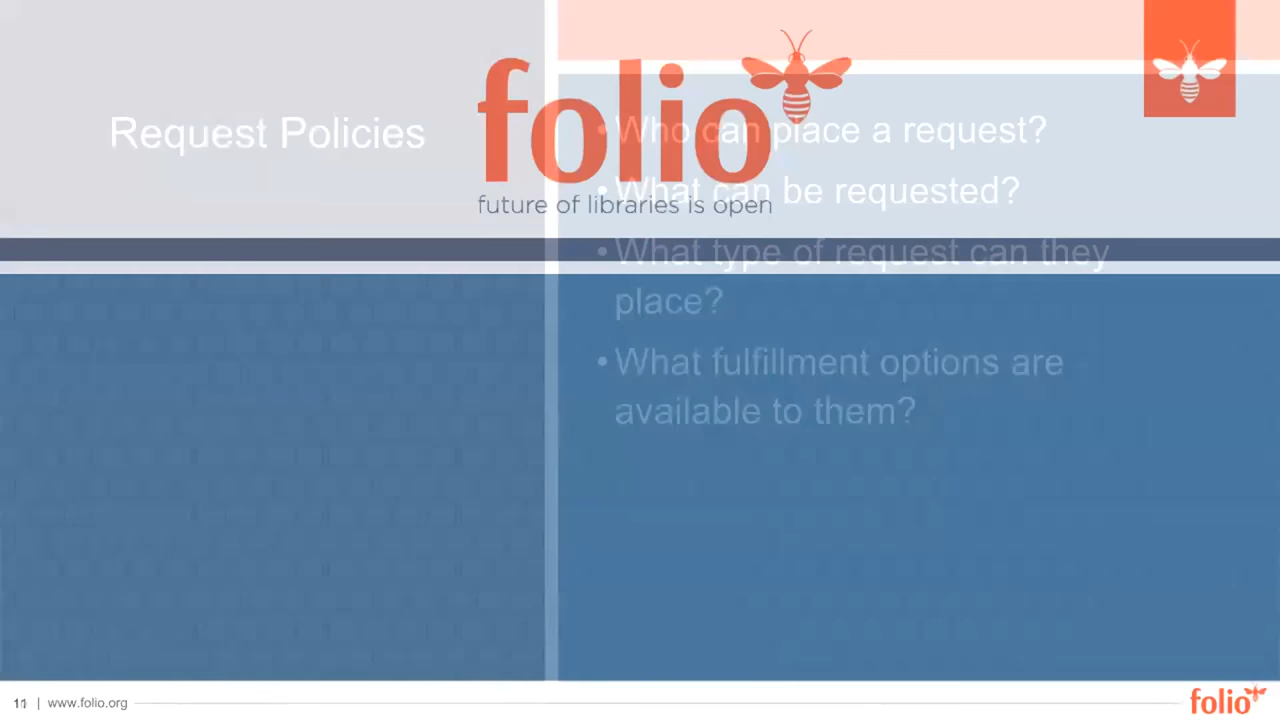 folio
future of libraries is open
Request Policies
• Who can place a request?
• What can be requested?
• What type of request can they
place?
• What fulfillment options are
available to them?
11 | www.folio.org
folio